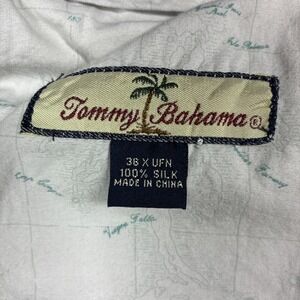 Tommy Bahama®
36 X UFN
100% SILK
MADE IN CHINA